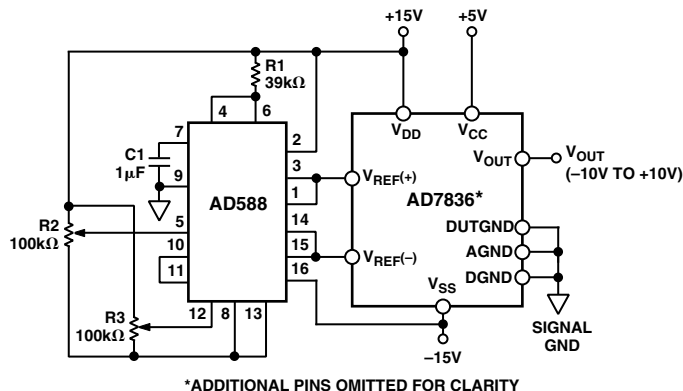 +15V
+5V
R1
39kΩ
4
6
7
2
VDD
VCC
C1
1μF
3
VREF(+)
VOUT
VOUT
(–10V TO +10V)
9
1
AD588
AD7836*
R2
100kΩ
5
14
DUTGND
10
15
VREF(–)
AGND
11
16
VSS
DGND
R3
100kΩ
12
8
13
SIGNAL
GND
–15V
*ADDITIONAL PINS OMITTED FOR CLARITY